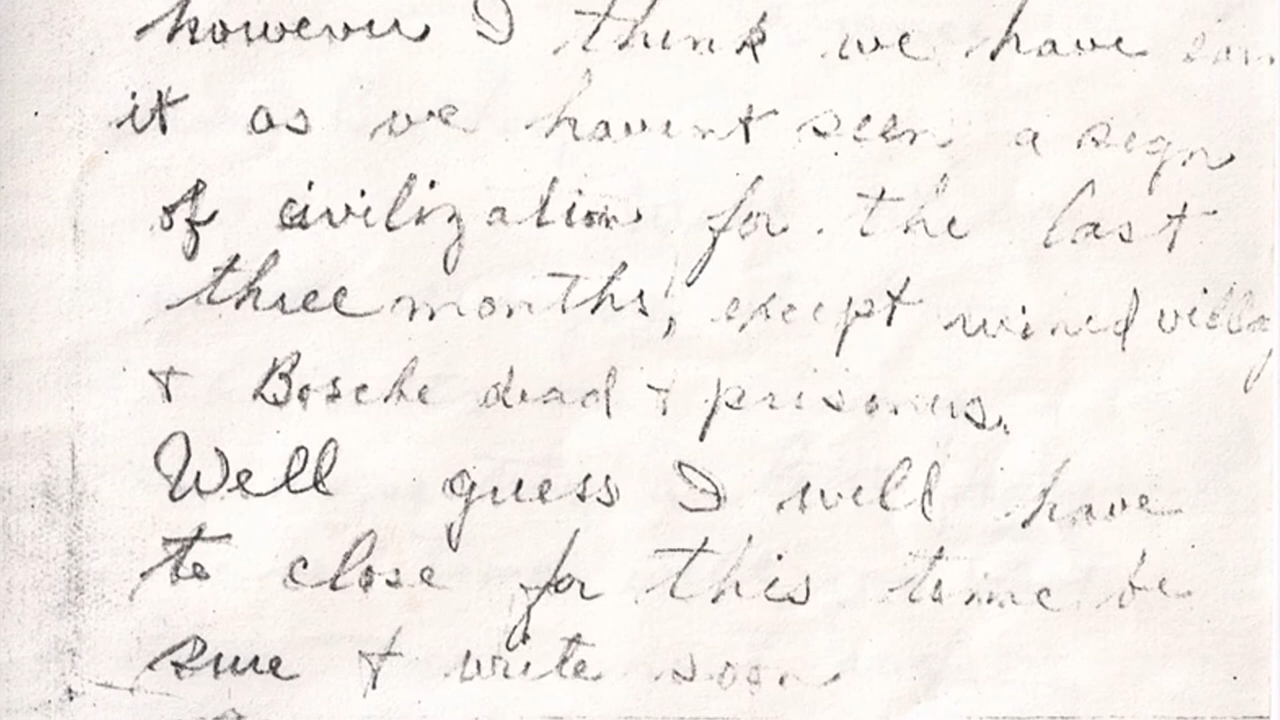 however I think we have
it as we havent seen a sign
of civilization for the last
three months, except ruined
+ Bosche dead + prisoners.
Well guess I will have
to close for this time be
sure + write soon